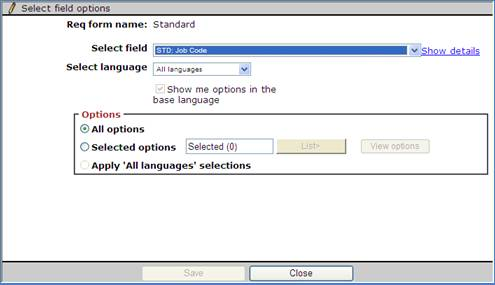 Select field options
Req form name: Standard
Select field STD: Job Code Show details
Select language All languages
Show me options in the
base language
Options
All options
Selected options Selected (0) List> View options
Apply 'All languages' selections
Save Close